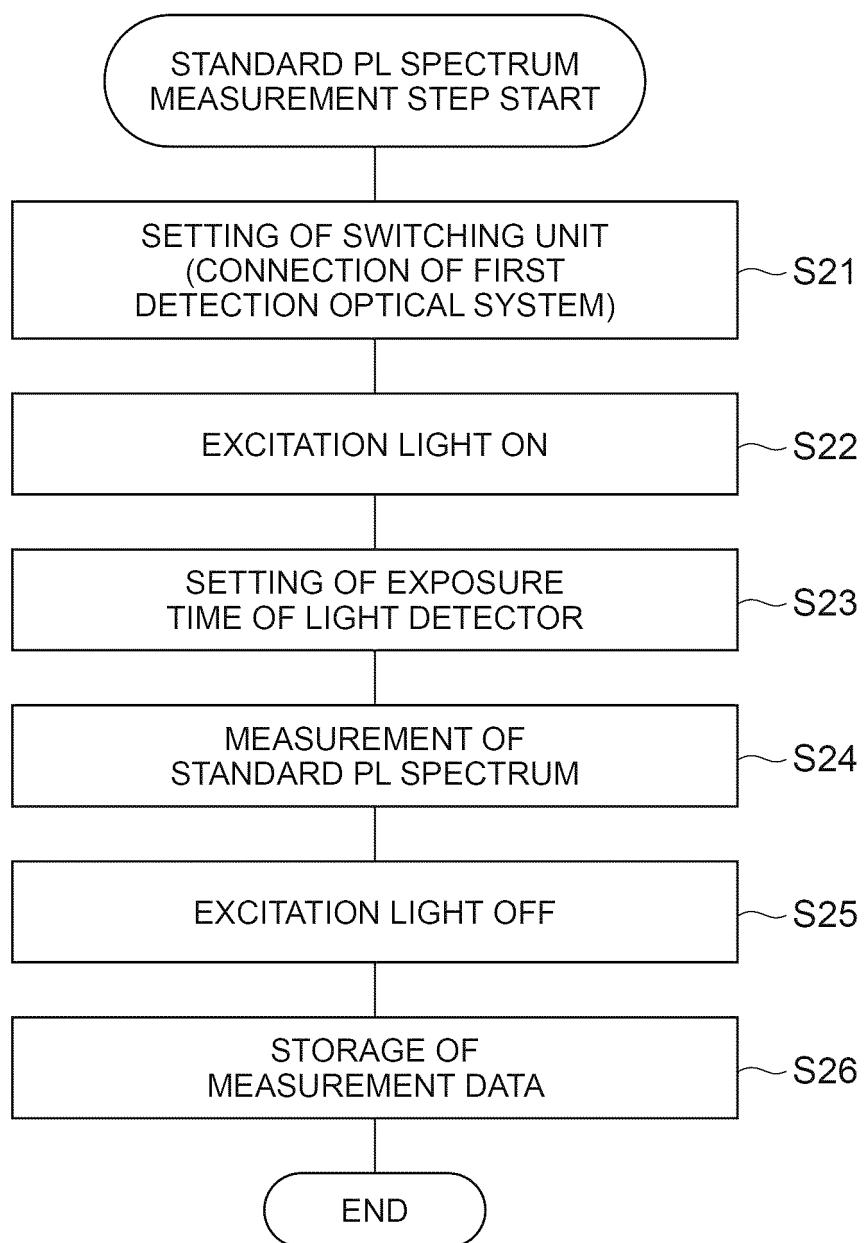 STANDARD PL SPECTRUM
MEASUREMENT STEP START
SETTING OF SWITCHING UNIT
(CONNECTION OF FIRST
DETECTION OPTICAL SYSTEM)
S21
EXCITATION LIGHT ON
S22
SETTING OF EXPOSURE
TIME OF LIGHT DETECTOR
S23
MEASUREMENT OF
STANDARD PL SPECTRUM
S24
EXCITATION LIGHT OFF
S25
STORAGE OF
MEASUREMENT DATA
S26
END